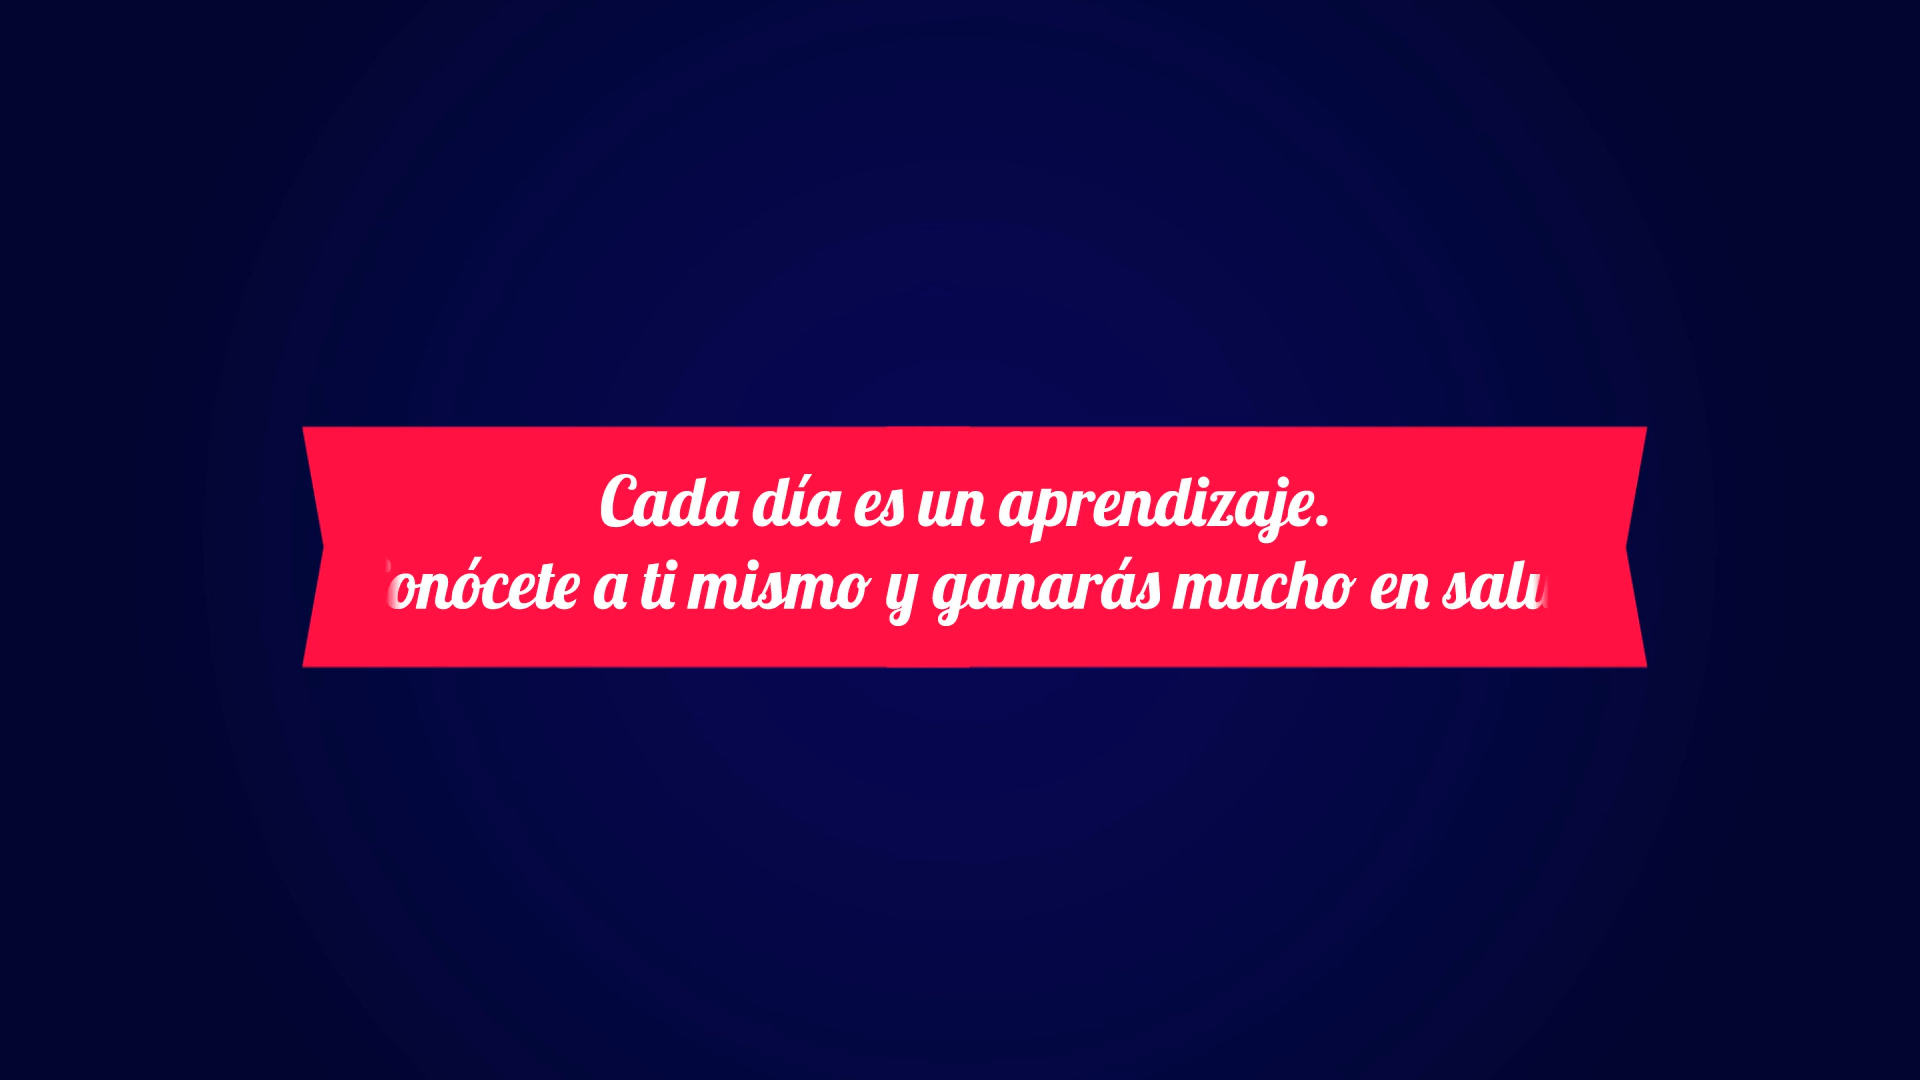 Cada día es un aprendizaje.
onócete a ti mismo y ganarás mucho en salu